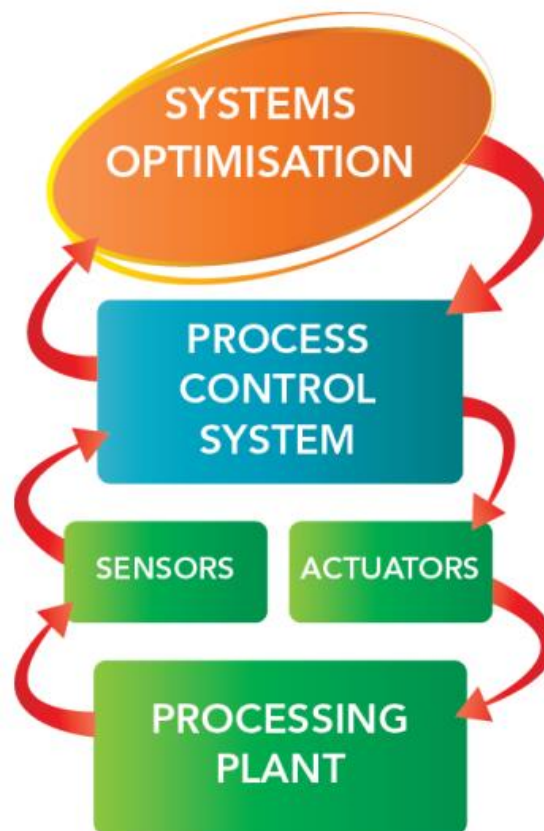 SYSTEMS
OPTIMISATION
PROCESS
CONTROL
SYSTEM
SENSORS
ACTUATORS
PROCESSING
PLANT